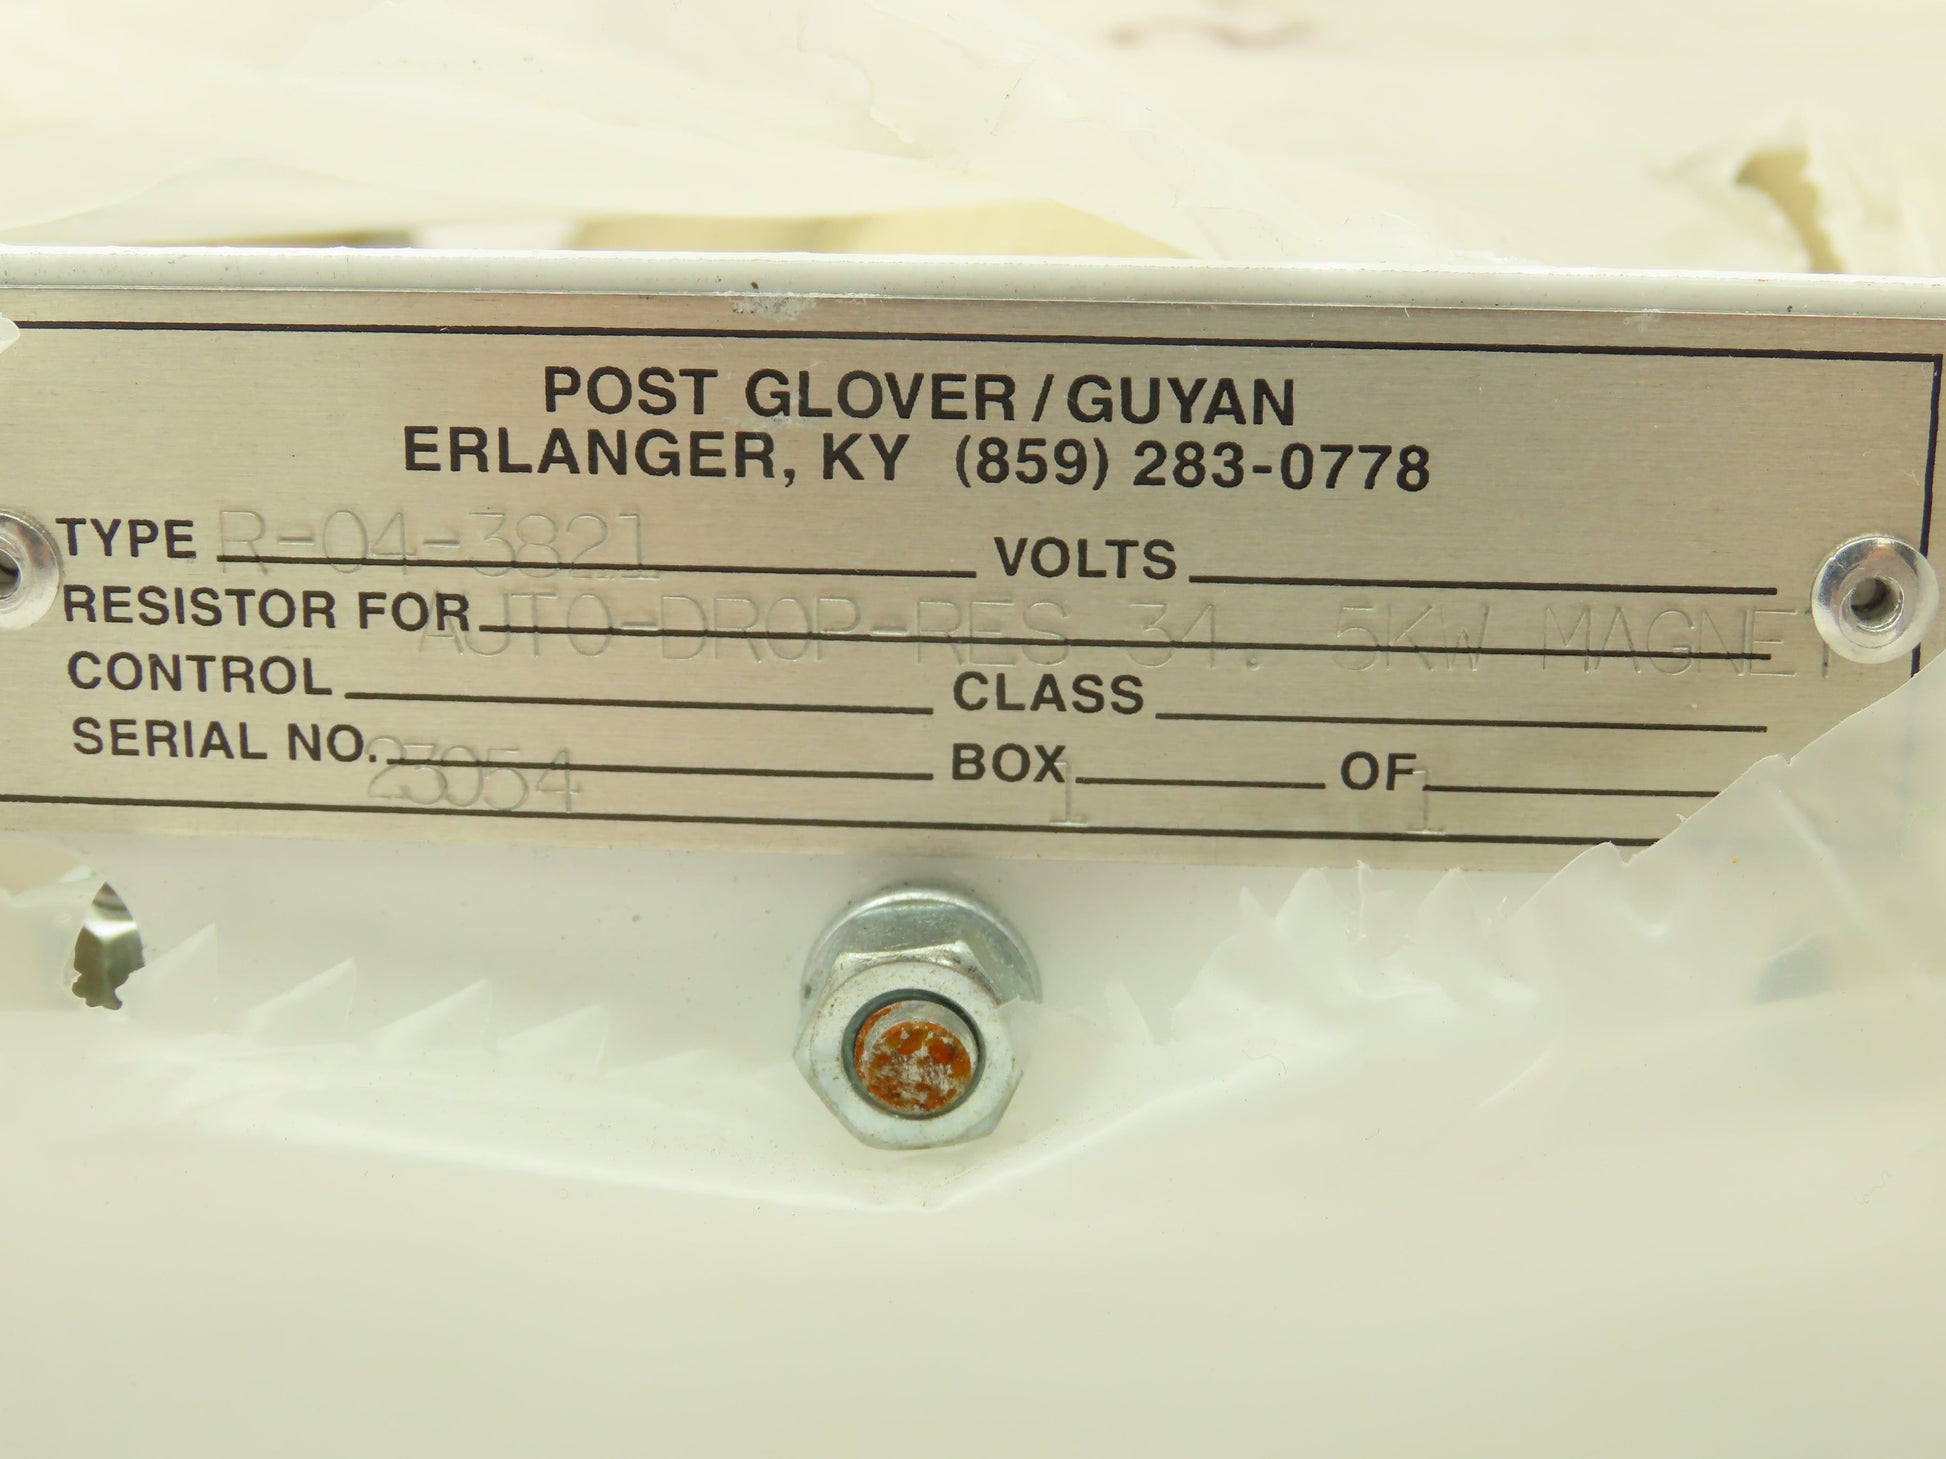 POST GLOVER / GUYAN
ERLANGER, KY (859) 283-0778
TYPE R-04-3821 VOLTS
RESISTOR FOR AUTO-DROP-RES 34. 5KW MAGNET
CONTROL CLASS
SERIAL NO. 23054 BOX 1 OF 1